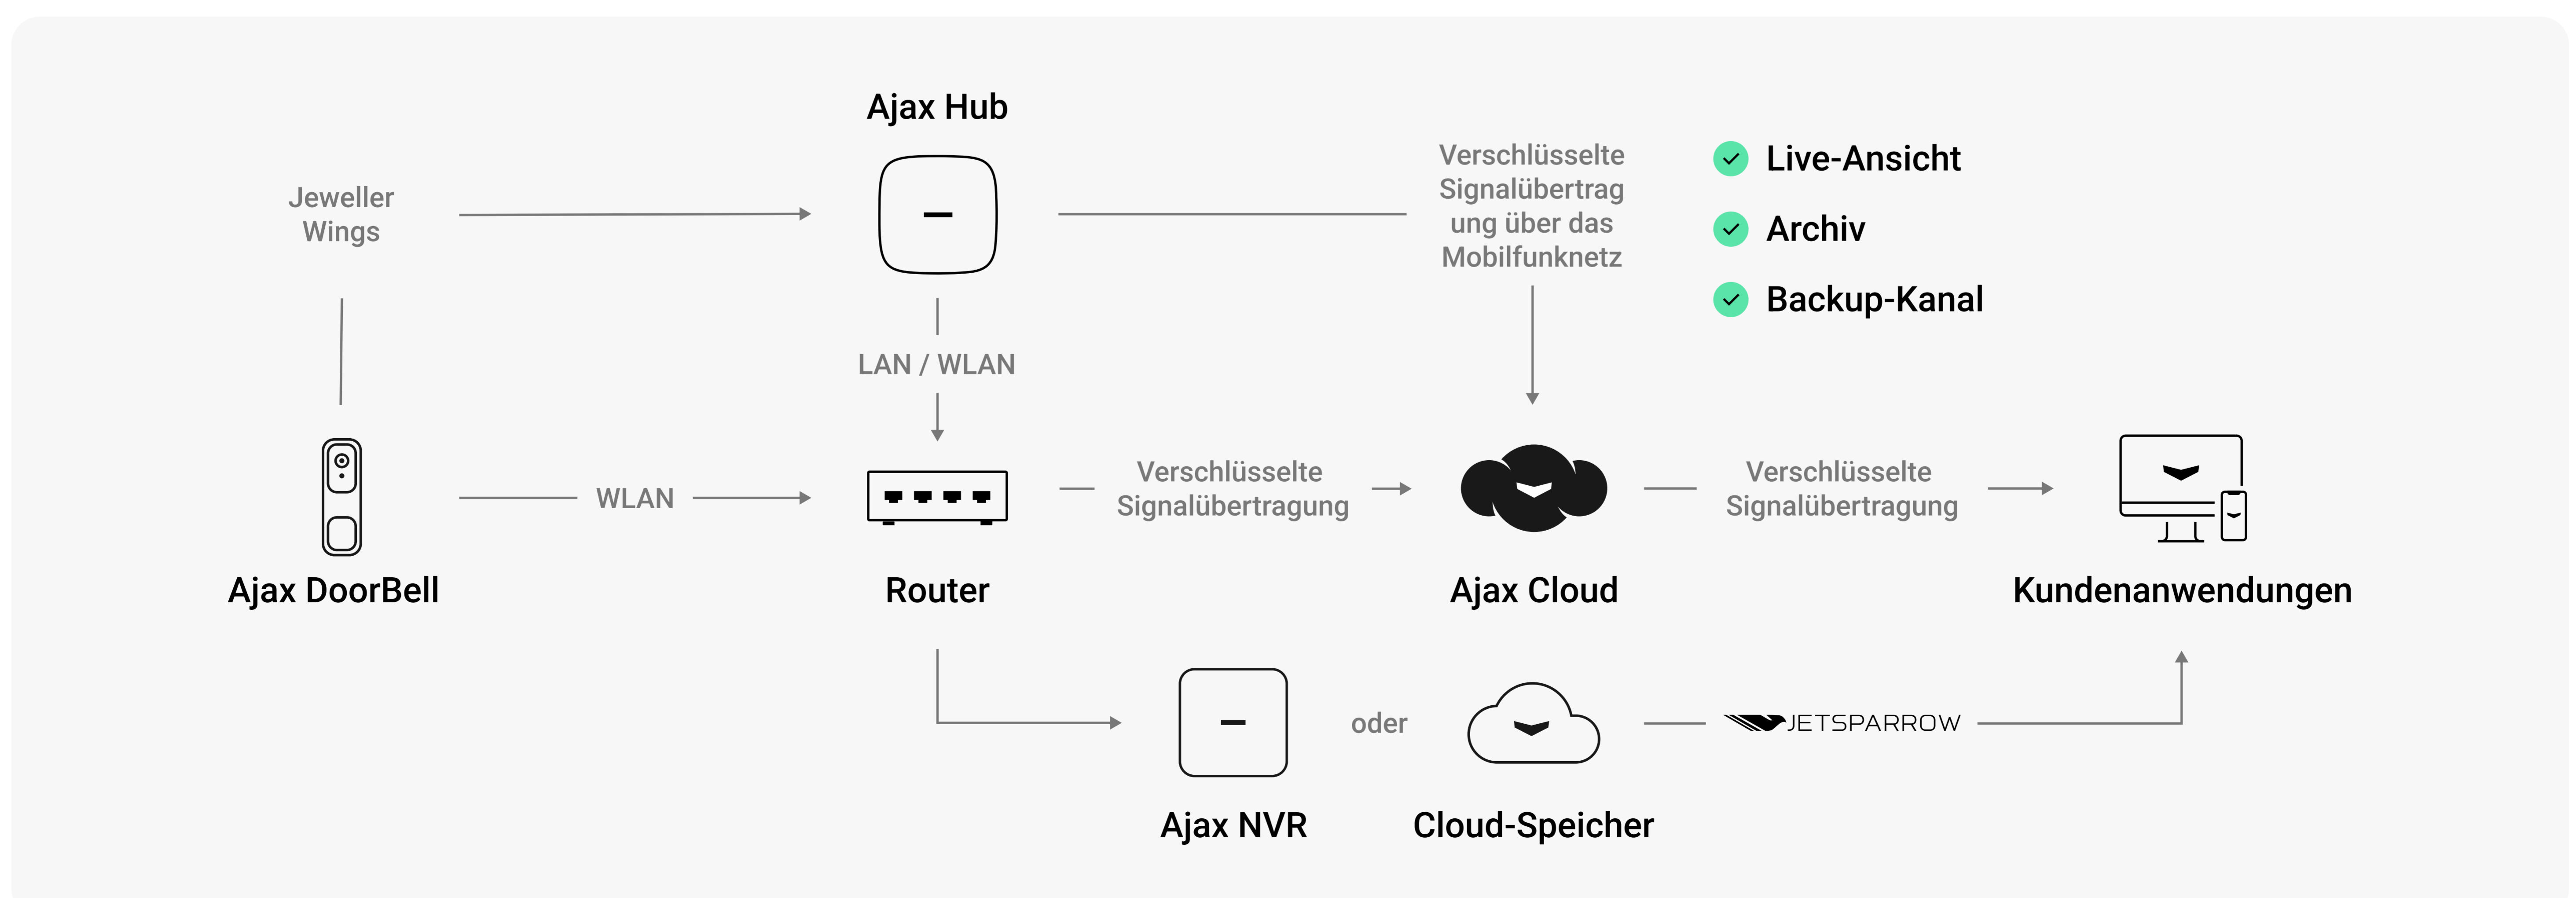 Ajax Hub
Jeweller
Wings
Verschlüsselte
Signalübertrag
ung über das
Mobilfunknetz
Live-Ansicht
Archiv
Backup-Kanal
LAN / WLAN
WLAN
Verschlüsselte
Signalübertragung
Verschlüsselte
Signalübertragung
Ajax DoorBell
Router
Ajax Cloud
Kundenanwendungen
oder
JETSPARROW
Ajax NVR
Cloud-Speicher